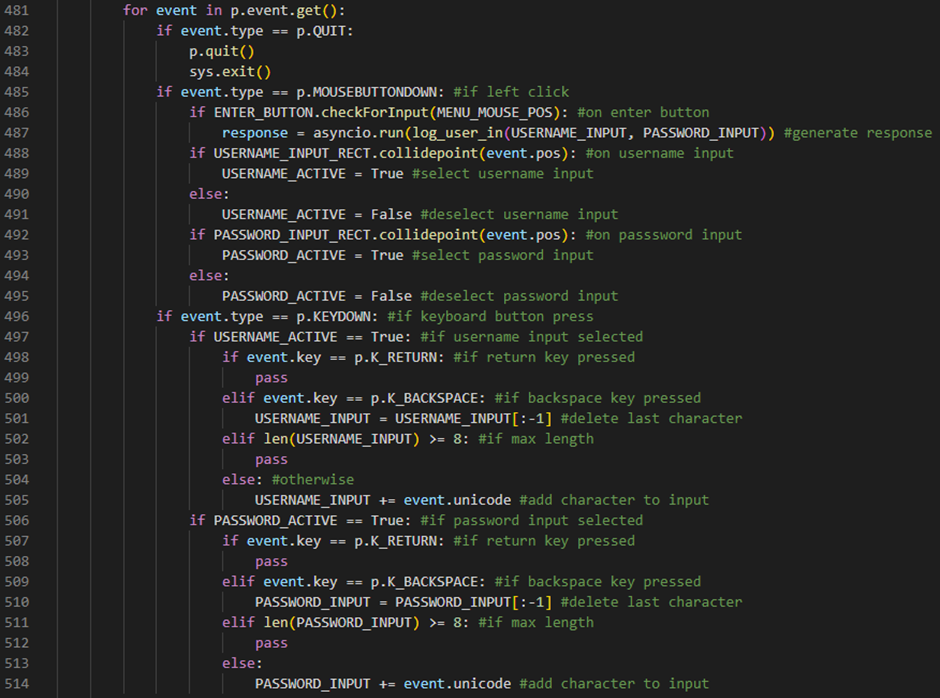 481 for event in p.event.get():
482 if event.type == p.QUIT:
483 p.quit()
484 sys.exit()
485 if event.type == p.MOUSEBUTTONDOWN: #if left click
486 if ENTER_BUTTON.checkForInput(MENU_MOUSE_POS): #on enter button
487 response = asyncio.run(log_user_in(USERNAME_INPUT, PASSWORD_INPUT)) #generate response
488 if USERNAME_INPUT_RECT.collidepoint(event.pos): #on username input
489 USERNAME_ACTIVE = True #select username input
490 else:
491 USERNAME_ACTIVE = False #deselect username input
492 if PASSWORD_INPUT_RECT.collidepoint(event.pos): #on passsword input
493 PASSWORD_ACTIVE = True #select password input
494 else:
495 PASSWORD_ACTIVE = False #deselect password input
496 if event.type == p.KEYDOWN: #if keyboard button press
497 if USERNAME_ACTIVE == True: #if username input selected
498 if event.key == p.K_RETURN: #if return key pressed
499 pass
500 elif event.key == p.K_BACKSPACE: #if backspace key pressed
501 USERNAME_INPUT = USERNAME_INPUT[:-1] #delete last character
502 elif len(USERNAME_INPUT) >= 8: #if max length
503 pass
504 else: #otherwise
505 USERNAME_INPUT += event.unicode #add character to input
506 if PASSWORD_ACTIVE == True: #if password input selected
507 if event.key == p.K_RETURN: #if return key pressed
508 pass
509 elif event.key == p.K_BACKSPACE: #if backspace key pressed
510 PASSWORD_INPUT = PASSWORD_INPUT[:-1] #delete last character
511 elif len(PASSWORD_INPUT) >= 8: #if max length
512 pass
513 else:
514 PASSWORD_INPUT += event.unicode #add character to input